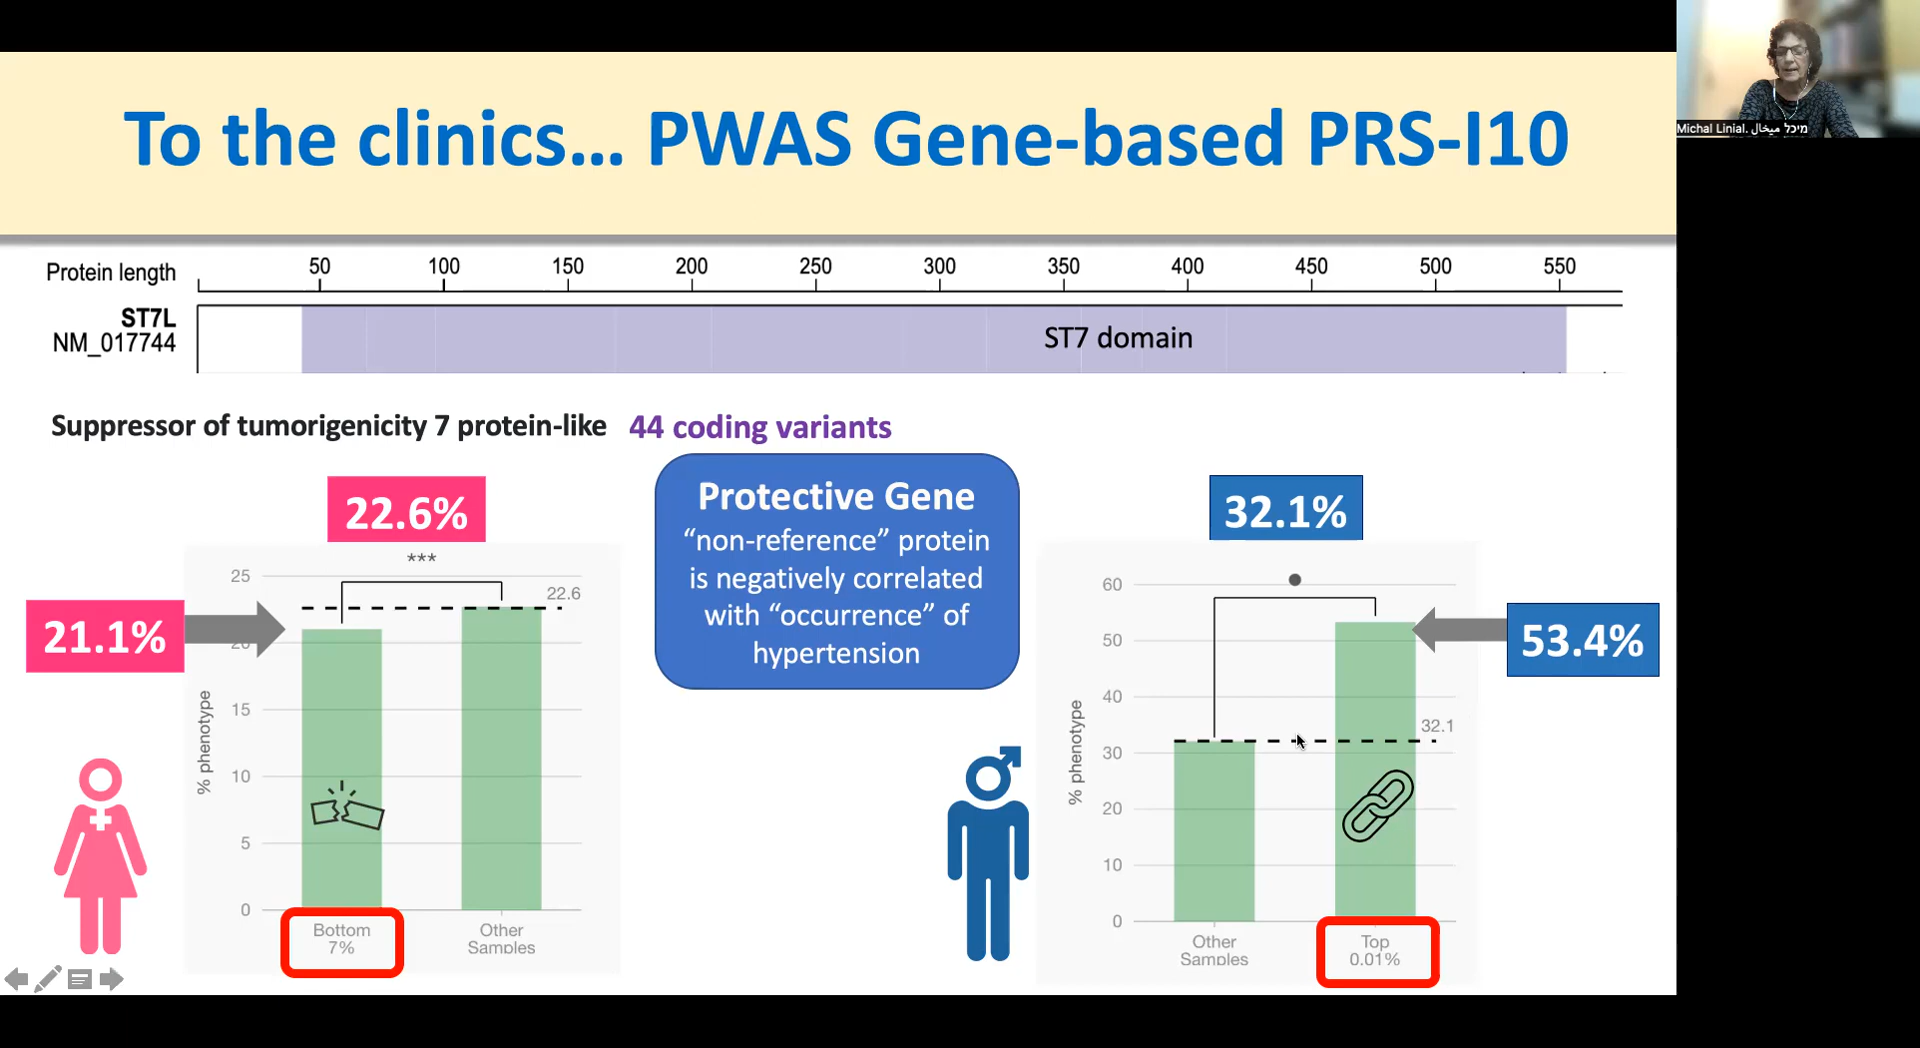 To the clinics... PWAS Gene-based PRS-I10
Michal Linial. מיכל ميخال
Protein length
50 100 150 200 250 300 350 400 450 500 550
ST7L
NM_017744
ST7 domain
Suppressor of tumorigenicity 7 protein-like 44 coding variants
22.6%
***
25
22.6
21.1%
20
15
10
5
0
% phenotype
Bottom
7%
Other
Samples
Protective Gene
“non-reference” protein
is negatively correlated
with “occurrence” of
hypertension
32.1%
60
50
40
30
20
10
0
32.1
53.4%
% phenotype
Other
Samples
Top
0.01%